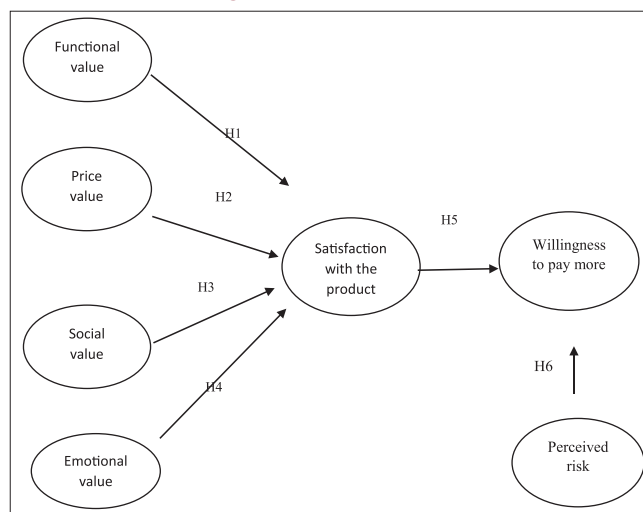 Functional
value
H1
Price
value
H2
Satisfaction
with the
product
H5
Willingness
to pay more
H3
Social
value
H4
H6
Emotional
value
Perceived
risk